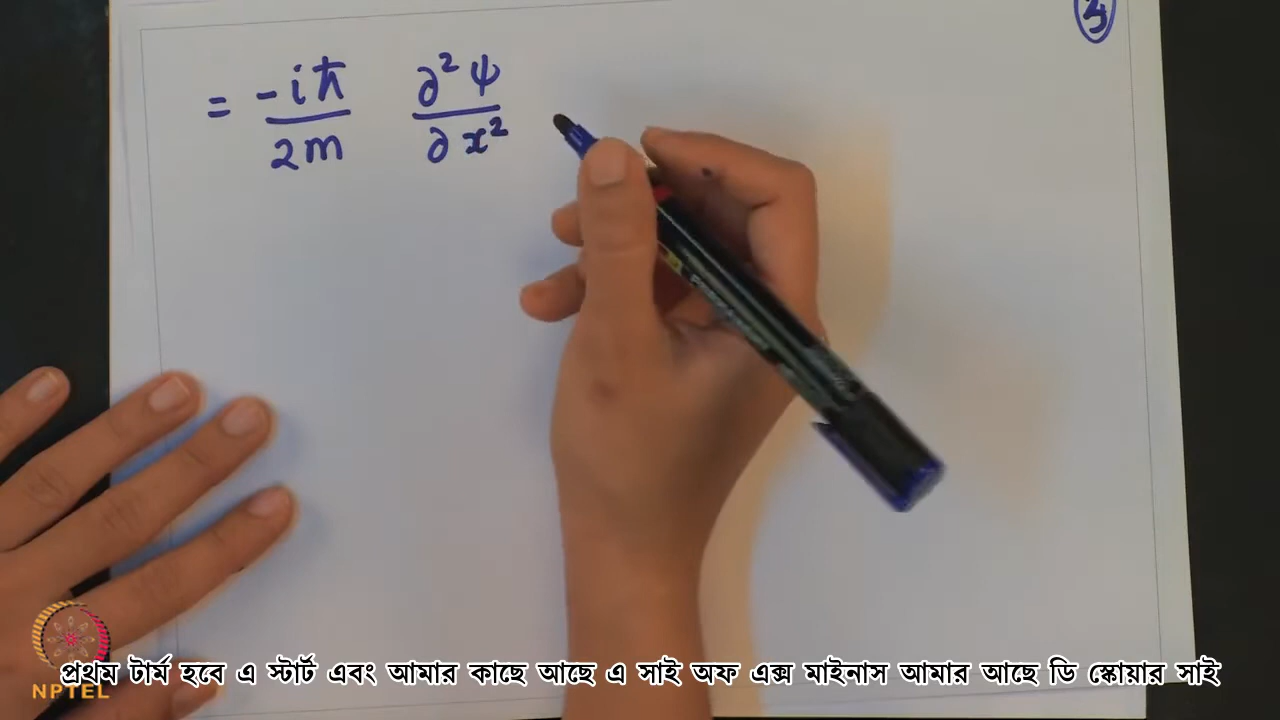 = -iħ/2m ∂²ψ/∂x²
প্রথম টার্ম হবে এ স্টার্ট এবং আমার কাছে আছে এ সাই অফ এক্স মাইনাস আমার আছে ডি স্কোয়ার সাই
NPTEL